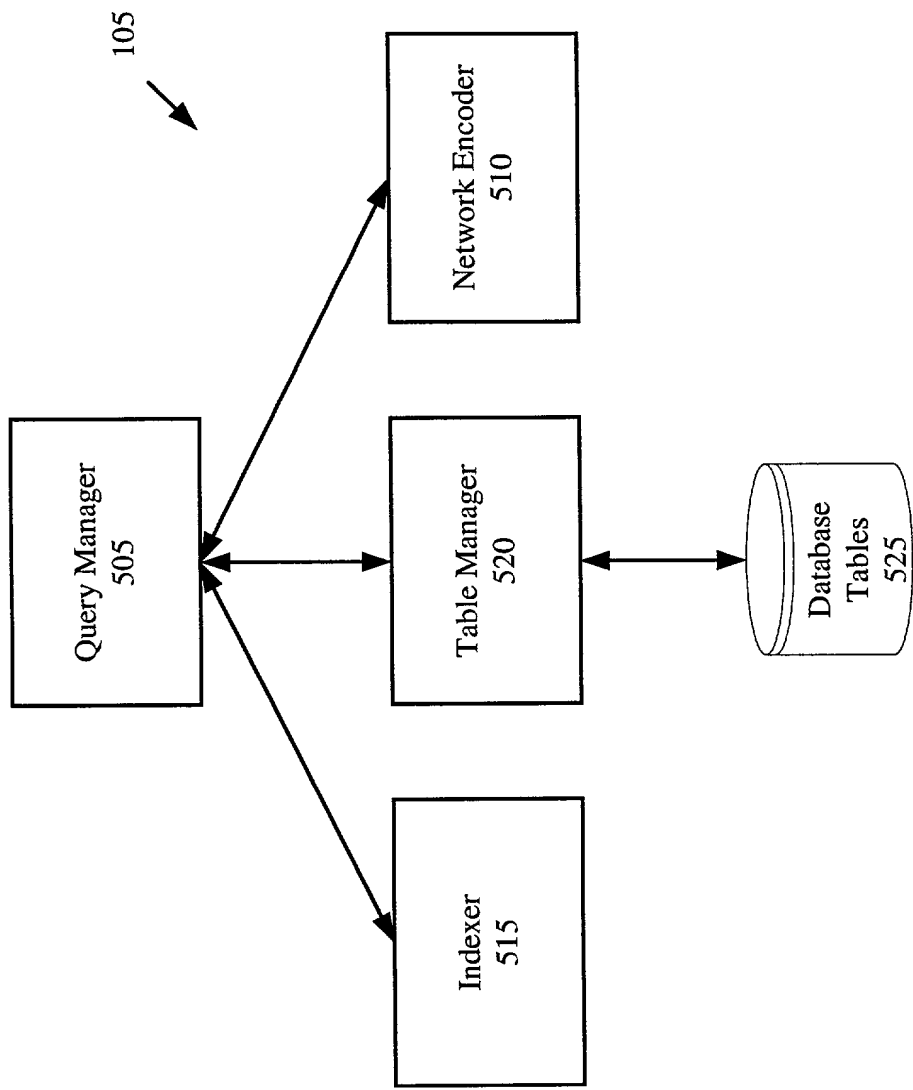 105
Query Manager
505
Network Encoder
510
Table Manager
520
Indexer
515
Database
Tables
525